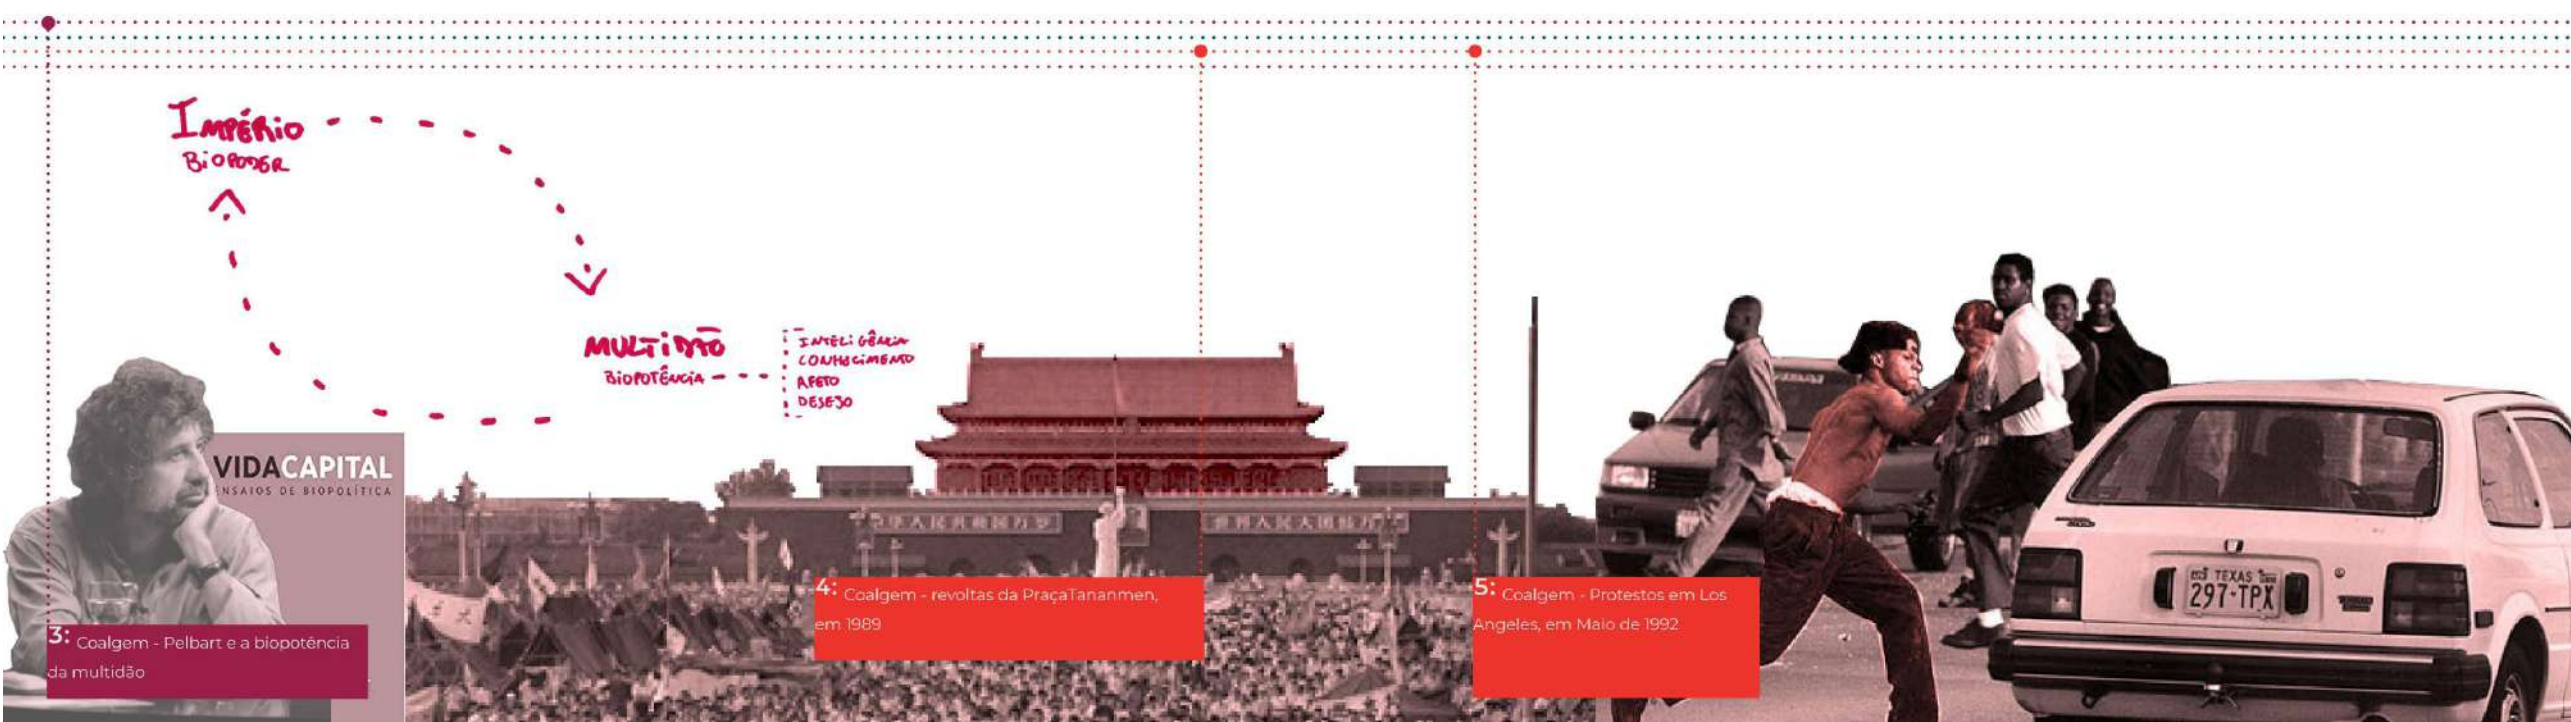 IMPÉRIO
BIOPODER
MULTIDÃO
BIOPOTÊNCIA
INTELIGÊNCIA
CONHECIMENTO
AFETO
DESEJO
VIDACAPITAL
ENSAIOS DE BIOPOLÍTICA
3: Coalgem - Pelbart e a biopotência
da multidão
4: Coalgem - revoltas da PraçaTananmen,
em 1989
5: Coalgem - Protestos em Los
Angeles, em Maio de 1992
TEXAS
297-TPX